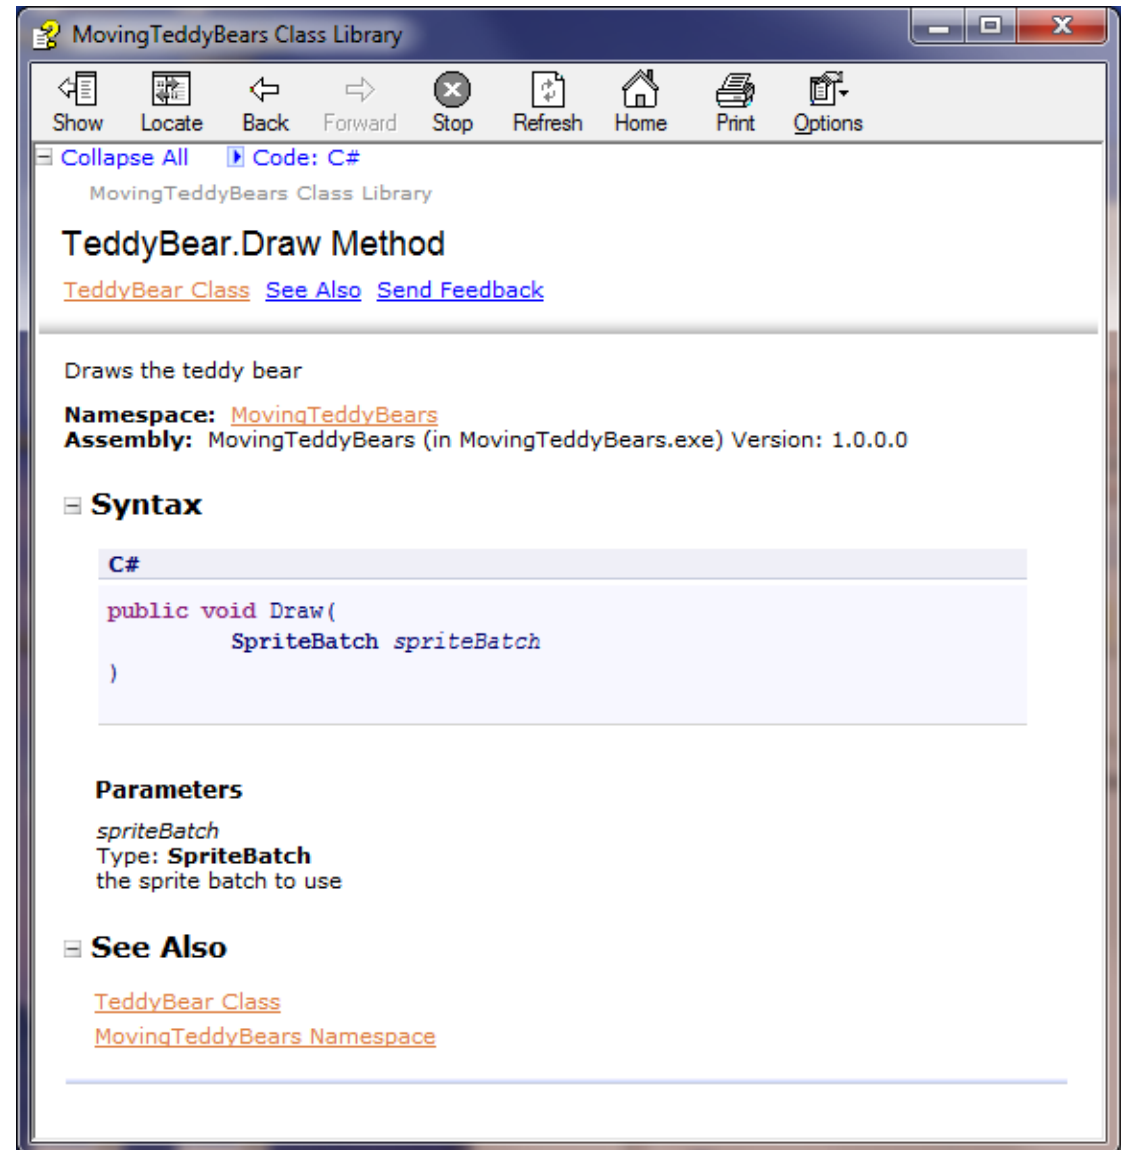 MovingTeddyBears Class Library
Show Locate Back Forward Stop Refresh Home Print Options
Collapse All Code: C#
MovingTeddyBears Class Library
TeddyBear.Draw Method
TeddyBear Class See Also Send Feedback
Draws the teddy bear
Namespace: MovingTeddyBears
Assembly: MovingTeddyBears (in MovingTeddyBears.exe) Version: 1.0.0.0
Syntax
C#
public void Draw(
SpriteBatch spriteBatch
)
Parameters
spriteBatch
Type: SpriteBatch
the sprite batch to use
See Also
TeddyBear Class
MovingTeddyBears Namespace